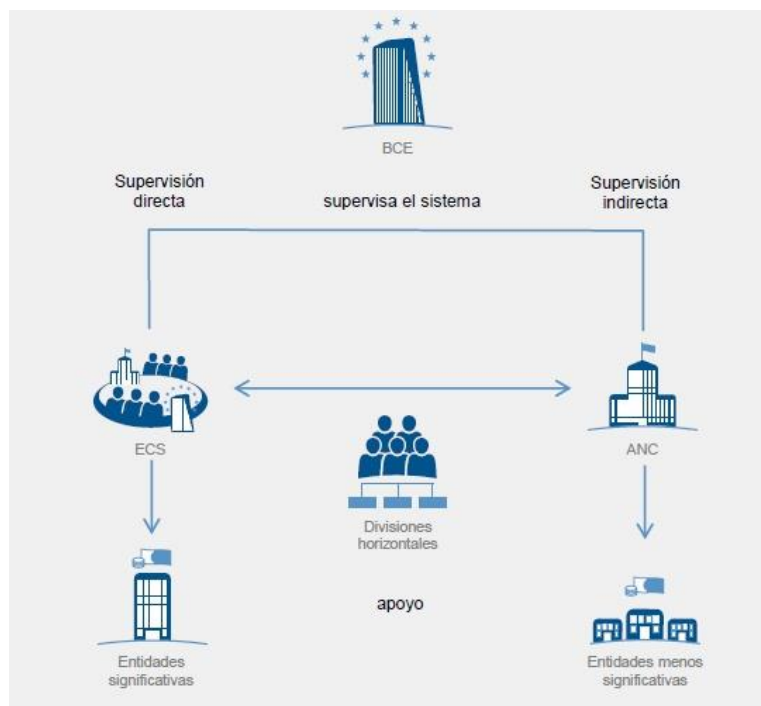 BCE
Supervisión
directa
supervisa el sistema
Supervisión
indirecta
ECS
ANC
Divisiones
horizontales
apoyo
Entidades
significativas
Entidades menos
significativas